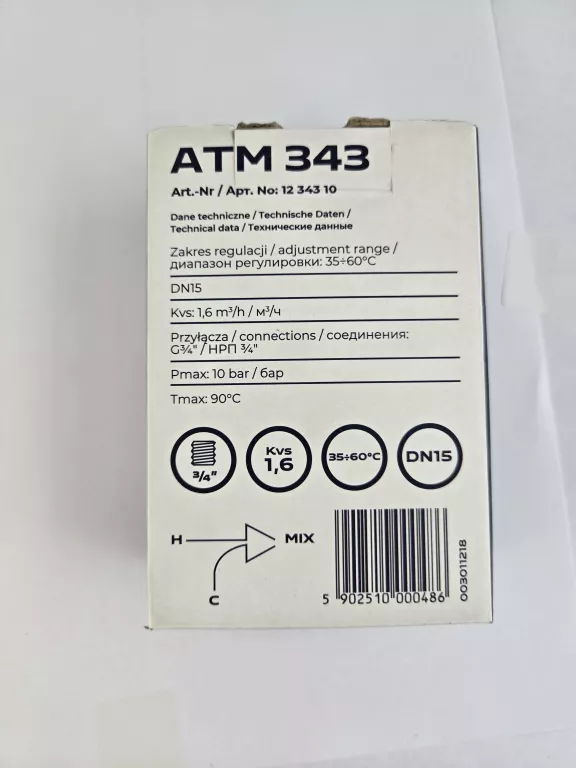 ATM 343
Art.-Nr / Арт. No: 12 343 10
Dane techniczne / Technische Daten /
Technical data / Технические данные
Zakres regulacji / adjustment range /
диапазон регулировки: 35÷60°C
DN15
Kvs: 1,6 m³/h / м³/ч
Przyłącza / connections / соединения:
G¾" / НРП ¾"
Pmax: 10 bar / бар
Tmax: 90°C
¾"
Kvs
1,6
35÷60°C
DN15
H
MIX
C
5 902510 000486
003011218